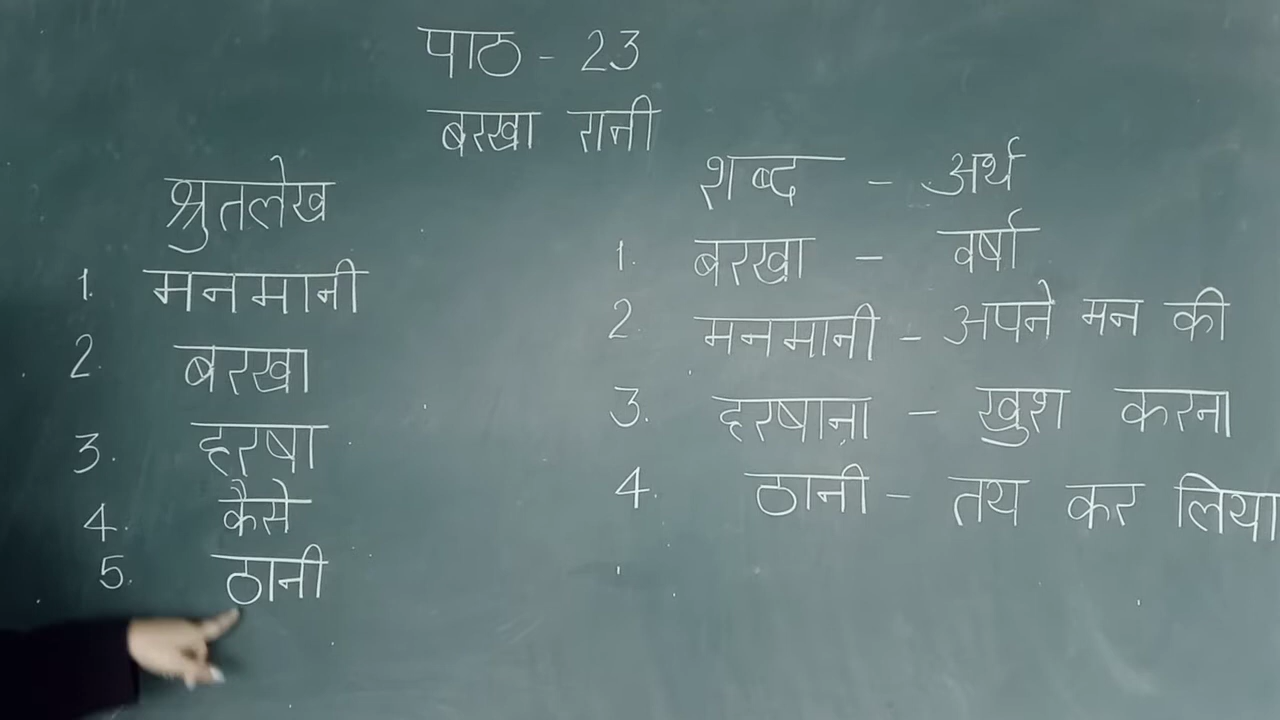 पाठ - 23
बरखा रानी
श्रुतलेख
1. मनमानी
2. बरखा
3. हरषा
4. कैसे
5. ठानी
शब्द - अर्थ
1. बरखा - वर्षा
2. मनमानी - अपने मन की
3. हरषाना - खुश करना
4. ठानी - तय कर लिया